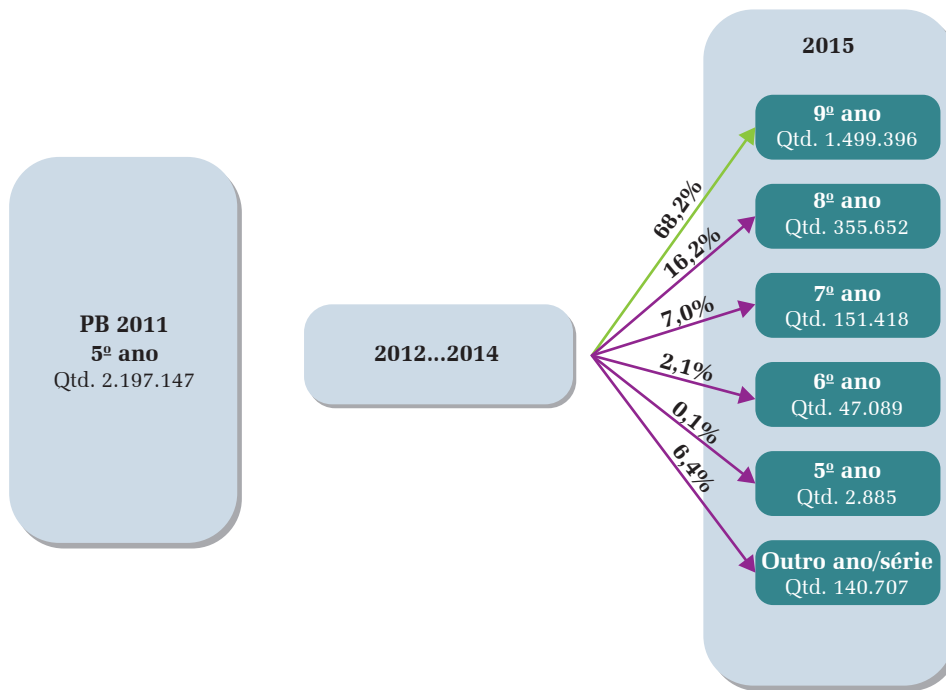 PB 2011
5º ano
Qtd. 2.197.147
2012...2014
68,2%
16,2%
7,0%
2,1%
0,1%
6,4%
2015
9º ano
Qtd. 1.499.396
8º ano
Qtd. 355.652
7º ano
Qtd. 151.418
6º ano
Qtd. 47.089
5º ano
Qtd. 2.885
Outro ano/série
Qtd. 140.707